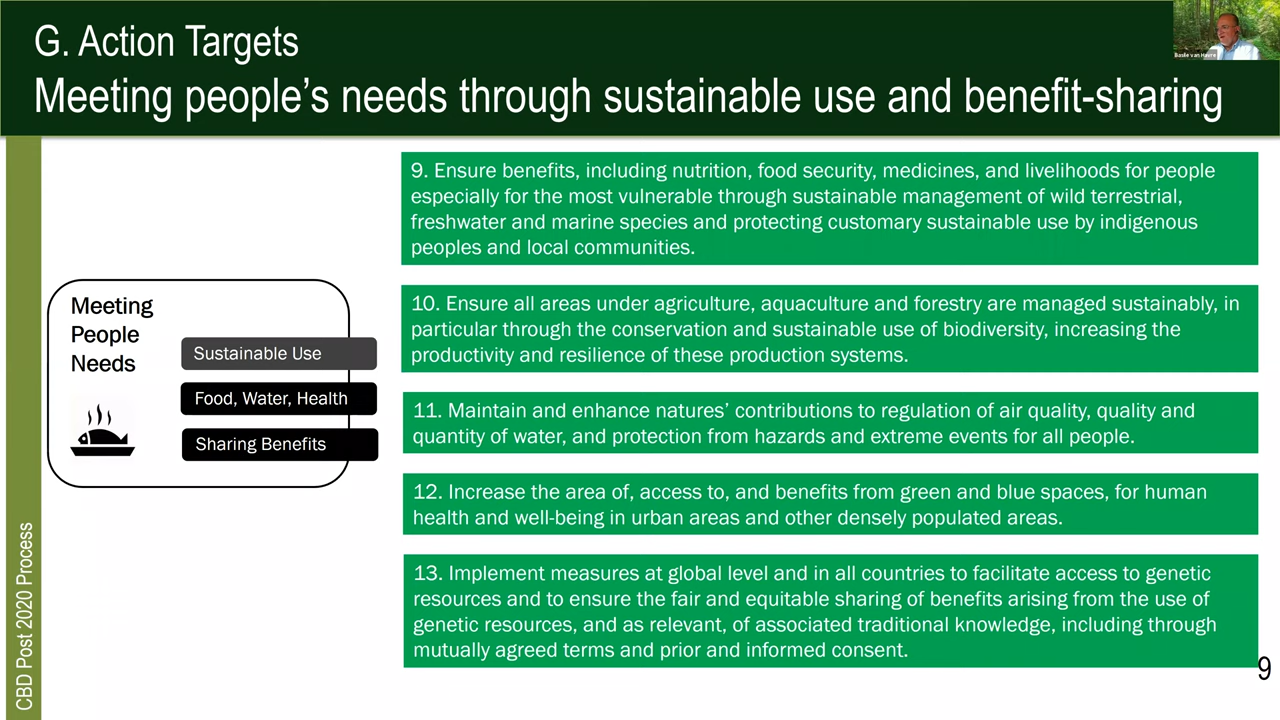 G. Action Targets
Meeting people's needs through sustainable use and benefit-sharing
Basile van Havre
9. Ensure benefits, including nutrition, food security, medicines, and livelihoods for people
especially for the most vulnerable through sustainable management of wild terrestrial,
freshwater and marine species and protecting customary sustainable use by indigenous
peoples and local communities.
Meeting
People
Needs
Sustainable Use
Food, Water, Health
Sharing Benefits
10. Ensure all areas under agriculture, aquaculture and forestry are managed sustainably, in
particular through the conservation and sustainable use of biodiversity, increasing the
productivity and resilience of these production systems.
11. Maintain and enhance natures' contributions to regulation of air quality, quality and
quantity of water, and protection from hazards and extreme events for all people.
12. Increase the area of, access to, and benefits from green and blue spaces, for human
health and well-being in urban areas and other densely populated areas.
13. Implement measures at global level and in all countries to facilitate access to genetic
resources and to ensure the fair and equitable sharing of benefits arising from the use of
genetic resources, and as relevant, of associated traditional knowledge, including through
mutually agreed terms and prior and informed consent.
CBD Post 2020 Process
9